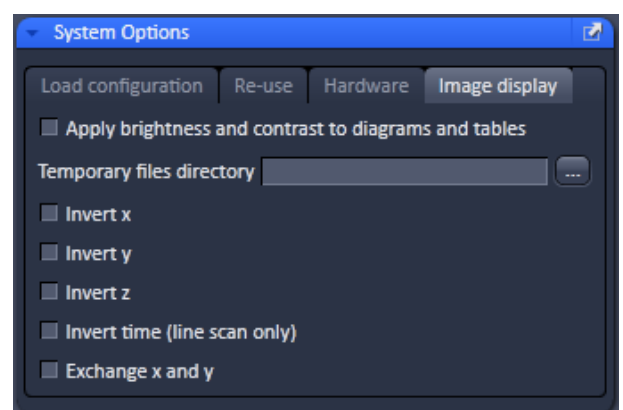 System Options
Load configuration Re-use Hardware Image display
Apply brightness and contrast to diagrams and tables
Temporary files directory ...
Invert x
Invert y
Invert z
Invert time (line scan only)
Exchange x and y